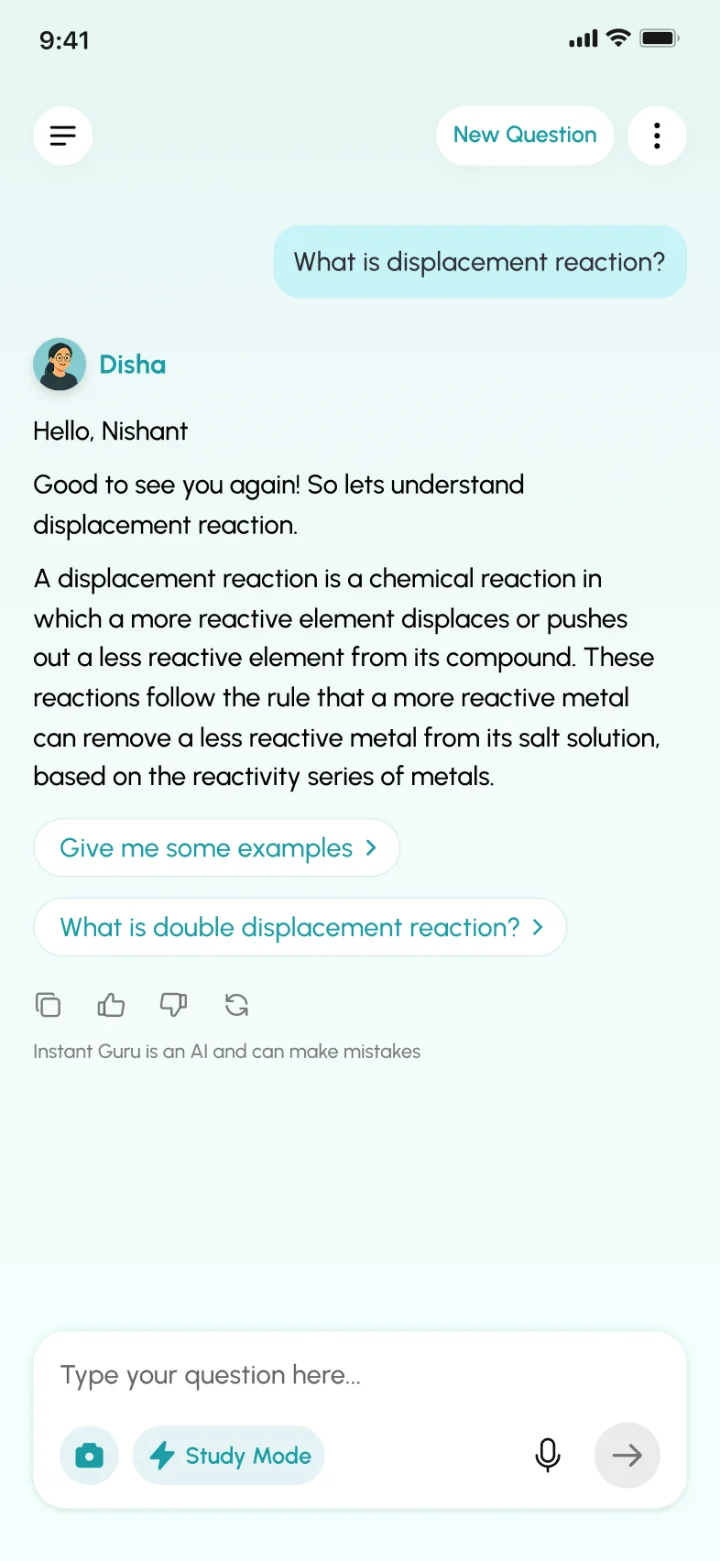 9:41
New Question
What is displacement reaction?
Disha
Hello, Nishant
Good to see you again! So lets understand
displacement reaction.
A displacement reaction is a chemical reaction in
which a more reactive element displaces or pushes
out a less reactive element from its compound. These
reactions follow the rule that a more reactive metal
can remove a less reactive metal from its salt solution,
based on the reactivity series of metals.
Give me some examples
What is double displacement reaction?
Instant Guru is an AI and can make mistakes
Type your question here...
Study Mode